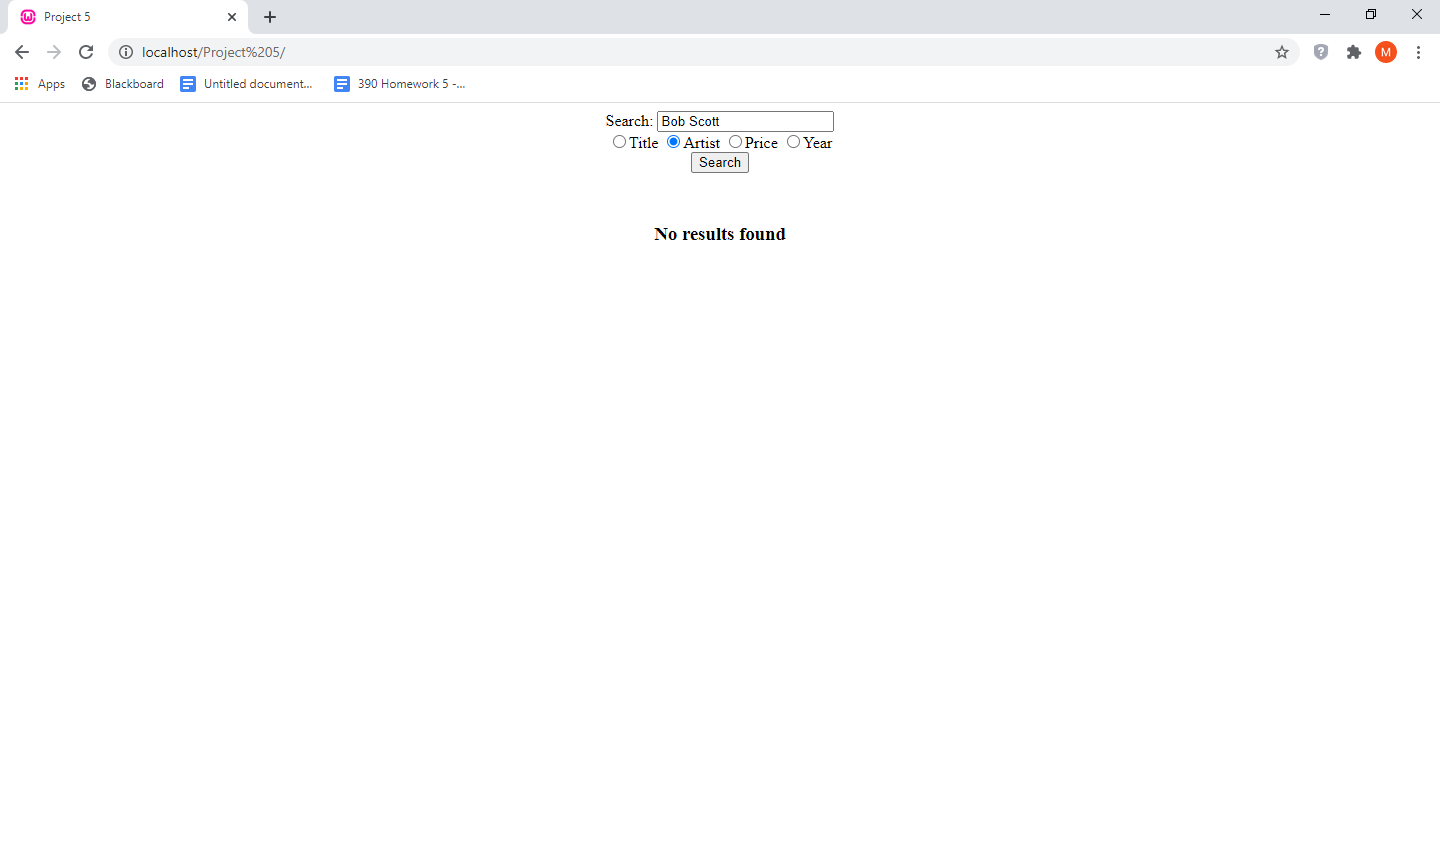 Project 5
localhost/Project%205/
M
Apps Blackboard Untitled document... 390 Homework 5 -...
Search: Bob Scott
Title Artist Price Year
Search
No results found